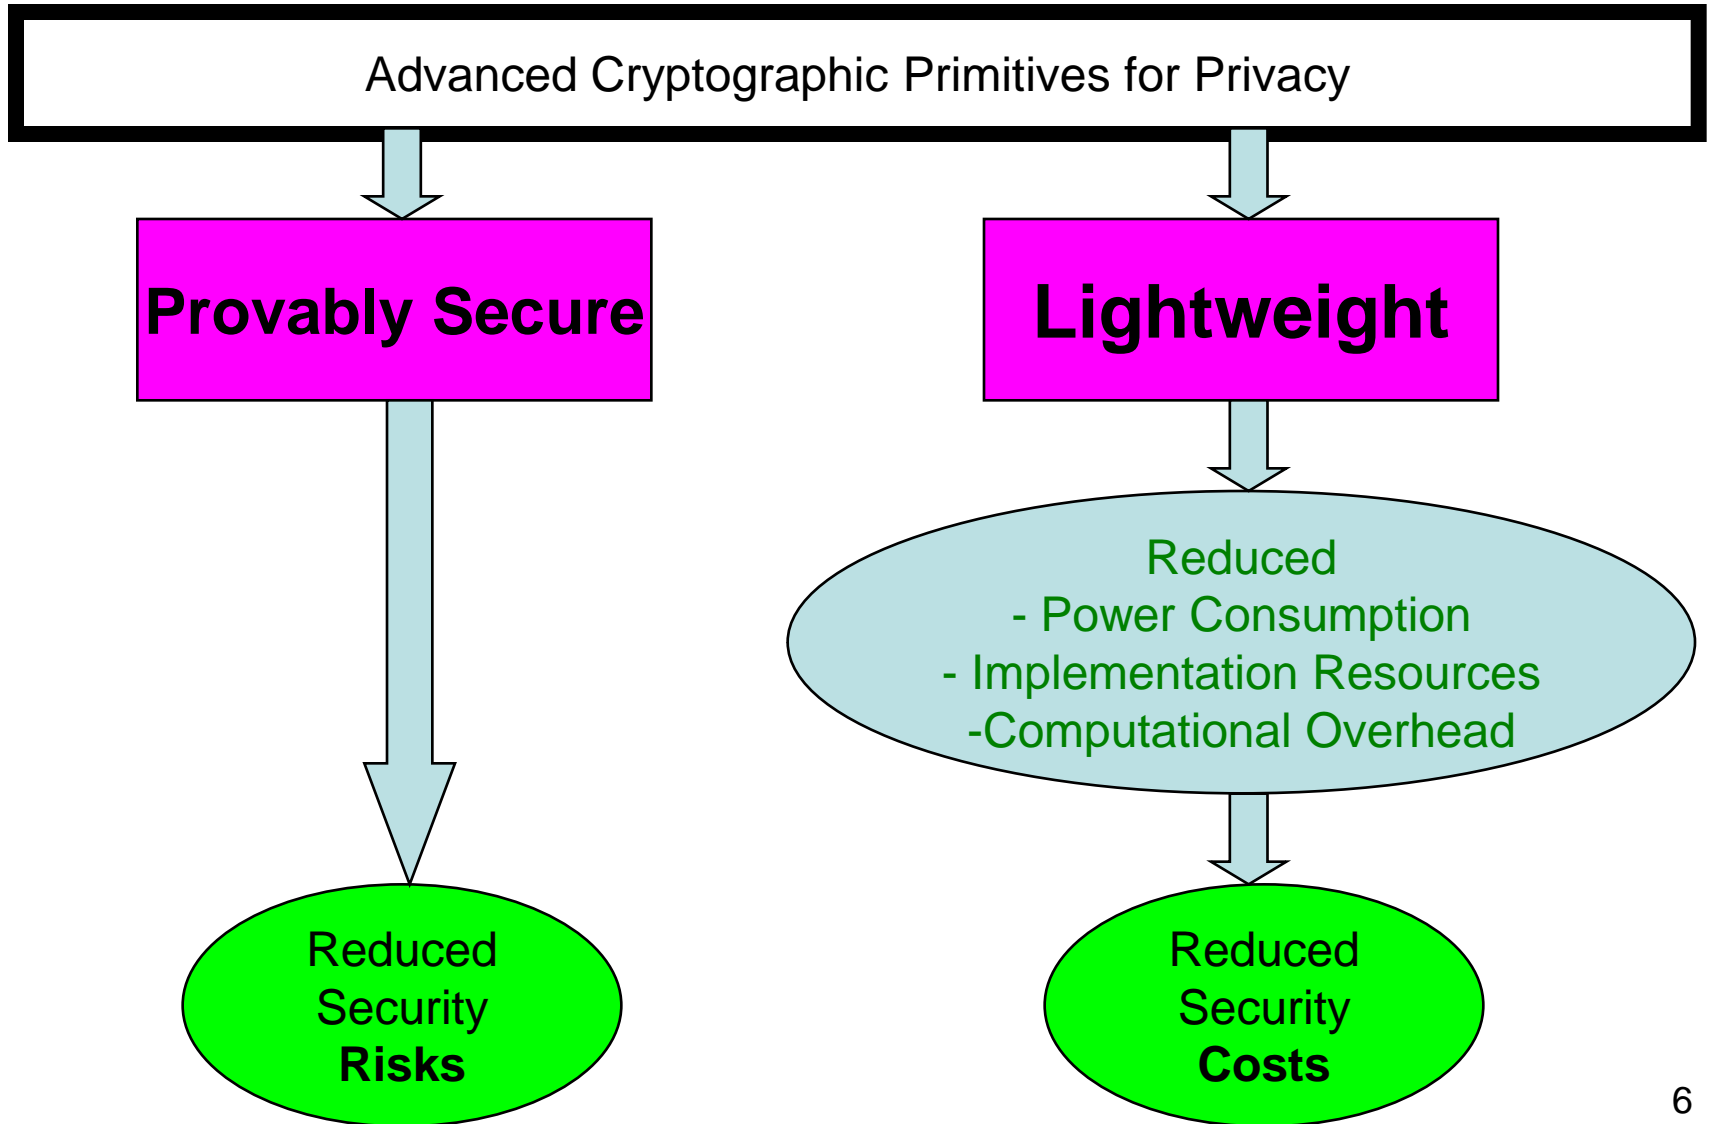 Advanced Cryptographic Primitives for Privacy
Provably Secure
Lightweight
Reduced
- Power Consumption
- Implementation Resources
-Computational Overhead
Reduced
Security
Risks
Reduced
Security
Costs
6